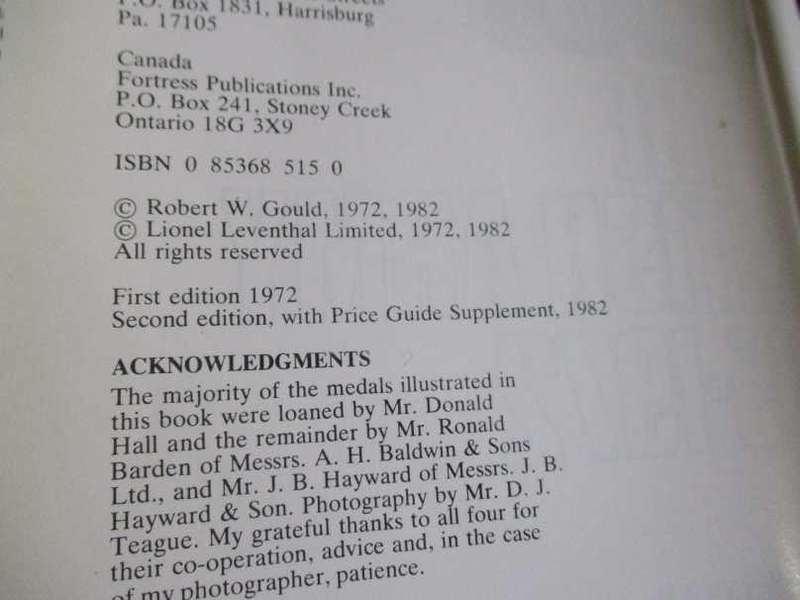 P.O. Box 1831, Harrisburg
Pa. 17105
Canada
Fortress Publications Inc.
P.O. Box 241, Stoney Creek
Ontario 18G 3X9
ISBN 0 85368 515 0
© Robert W. Gould, 1972, 1982
© Lionel Leventhal Limited, 1972, 1982
All rights reserved
First edition 1972
Second edition, with Price Guide Supplement, 1982
ACKNOWLEDGMENTS
The majority of the medals illustrated in
this book were loaned by Mr. Donald
Hall and the remainder by Mr. Ronald
Barden of Messrs. A. H. Baldwin & Sons
Ltd., and Mr. J. B. Hayward of Messrs. J. B.
Hayward & Son. Photography by Mr. D. J.
Teague. My grateful thanks to all four for
their co-operation, advice and, in the case
of my photographer, patience.